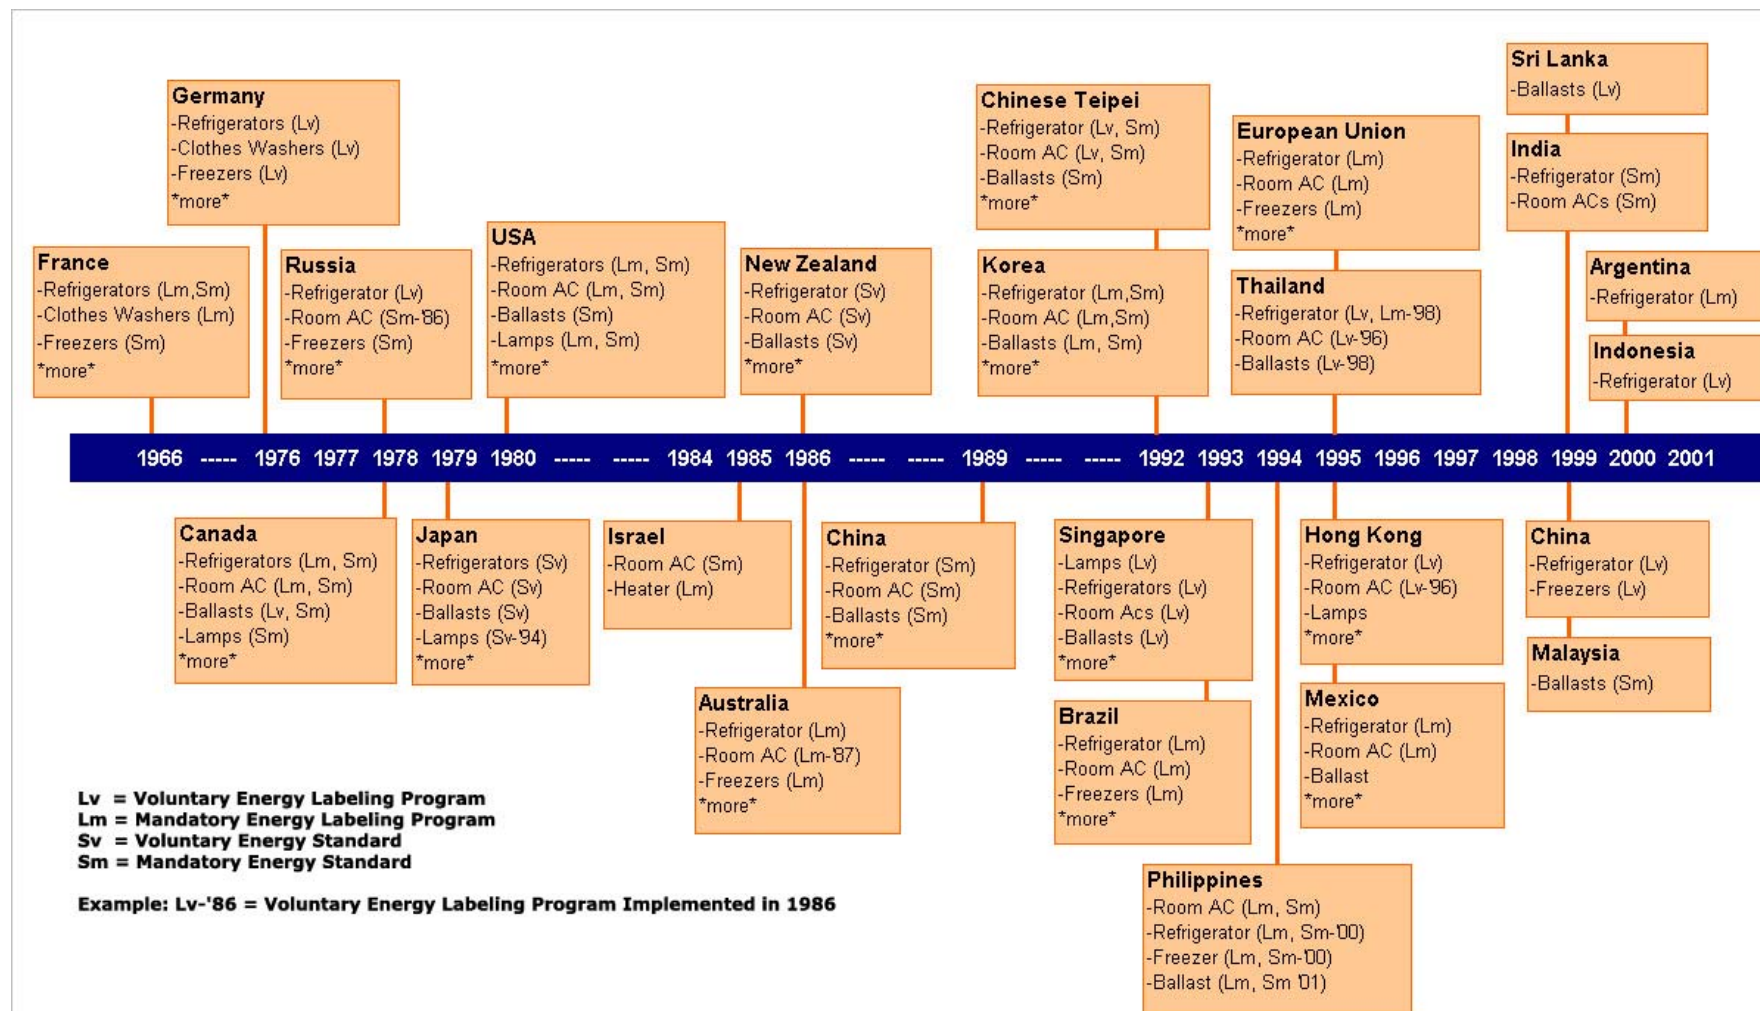 Germany
-Refrigerators (Lv)
-Clothes Washers (Lv)
-Freezers (Lv)
*more*
France
-Refrigerators (Lm,Sm)
-Clothes Washers (Lm)
-Freezers (Sm)
*more*
Russia
-Refrigerator (Lv)
-Room AC (Sm-'86)
-Freezers (Sm)
*more*
USA
-Refrigerators (Lm, Sm)
-Room AC (Lm, Sm)
-Ballasts (Sm)
-Lamps (Lm, Sm)
*more*
New Zealand
-Refrigerator (Sv)
-Room AC (Sv)
-Ballasts (Sv)
*more*
Chinese Teipei
-Refrigerator (Lv, Sm)
-Room AC (Lv, Sm)
-Ballasts (Sm)
*more*
Korea
-Refrigerator (Lm,Sm)
-Room AC (Lm,Sm)
-Ballasts (Lm, Sm)
*more*
European Union
-Refrigerator (Lm)
-Room AC (Lm)
-Freezers (Lm)
*more*
Thailand
-Refrigerator (Lv, Lm-'98)
-Room AC (Lv-'96)
-Ballasts (Lv-'98)
Sri Lanka
-Ballasts (Lv)
India
-Refrigerator (Sm)
-Room ACs (Sm)
Argentina
-Refrigerator (Lm)
Indonesia
-Refrigerator (Lv)
1966 ----- 1976 1977 1978 1979 1980 ----- ----- 1984 1985 1986 ----- ----- 1989 ----- ----- 1992 1993 1994 1995 1996 1997 1998 1999 2000 2001
Canada
-Refrigerators (Lm, Sm)
-Room AC (Lm, Sm)
-Ballasts (Lv, Sm)
-Lamps (Sm)
*more*
Japan
-Refrigerators (Sv)
-Room AC (Sv)
-Ballasts (Sv)
-Lamps (Sv-'94)
*more*
Israel
-Room AC (Sm)
-Heater (Lm)
Australia
-Refrigerator (Lm)
-Room AC (Lm-'87)
-Freezers (Lm)
*more*
China
-Refrigerator (Sm)
-Room AC (Sm)
-Ballasts (Sm)
*more*
Singapore
-Lamps (Lv)
-Refrigerators (Lv)
-Room Acs (Lv)
-Ballasts (Lv)
*more*
Brazil
-Refrigerator (Lm)
-Room AC (Lm)
-Freezers (Lm)
*more*
Philippines
-Room AC (Lm, Sm)
-Refrigerator (Lm, Sm-'00)
-Freezer (Lm, Sm-'00)
-Ballast (Lm, Sm '01)
Hong Kong
-Refrigerator (Lv)
-Room AC (Lv-'96)
-Lamps
*more*
Mexico
-Refrigerator (Lm)
-Room AC (Lm)
-Ballast
*more*
China
-Refrigerator (Lv)
-Freezers (Lv)
Malaysia
-Ballasts (Sm)
Lv = Voluntary Energy Labeling Program
Lm = Mandatory Energy Labeling Program
Sv = Voluntary Energy Standard
Sm = Mandatory Energy Standard
Example: Lv-'86 = Voluntary Energy Labeling Program Implemented in 1986